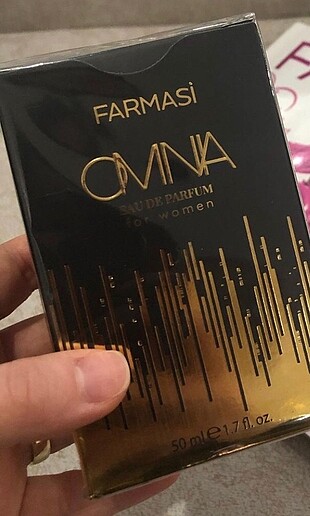 FARMASİ
OMNIA
EAU DE PARFUM
for women
50 ml e 1.7 fl. oz.